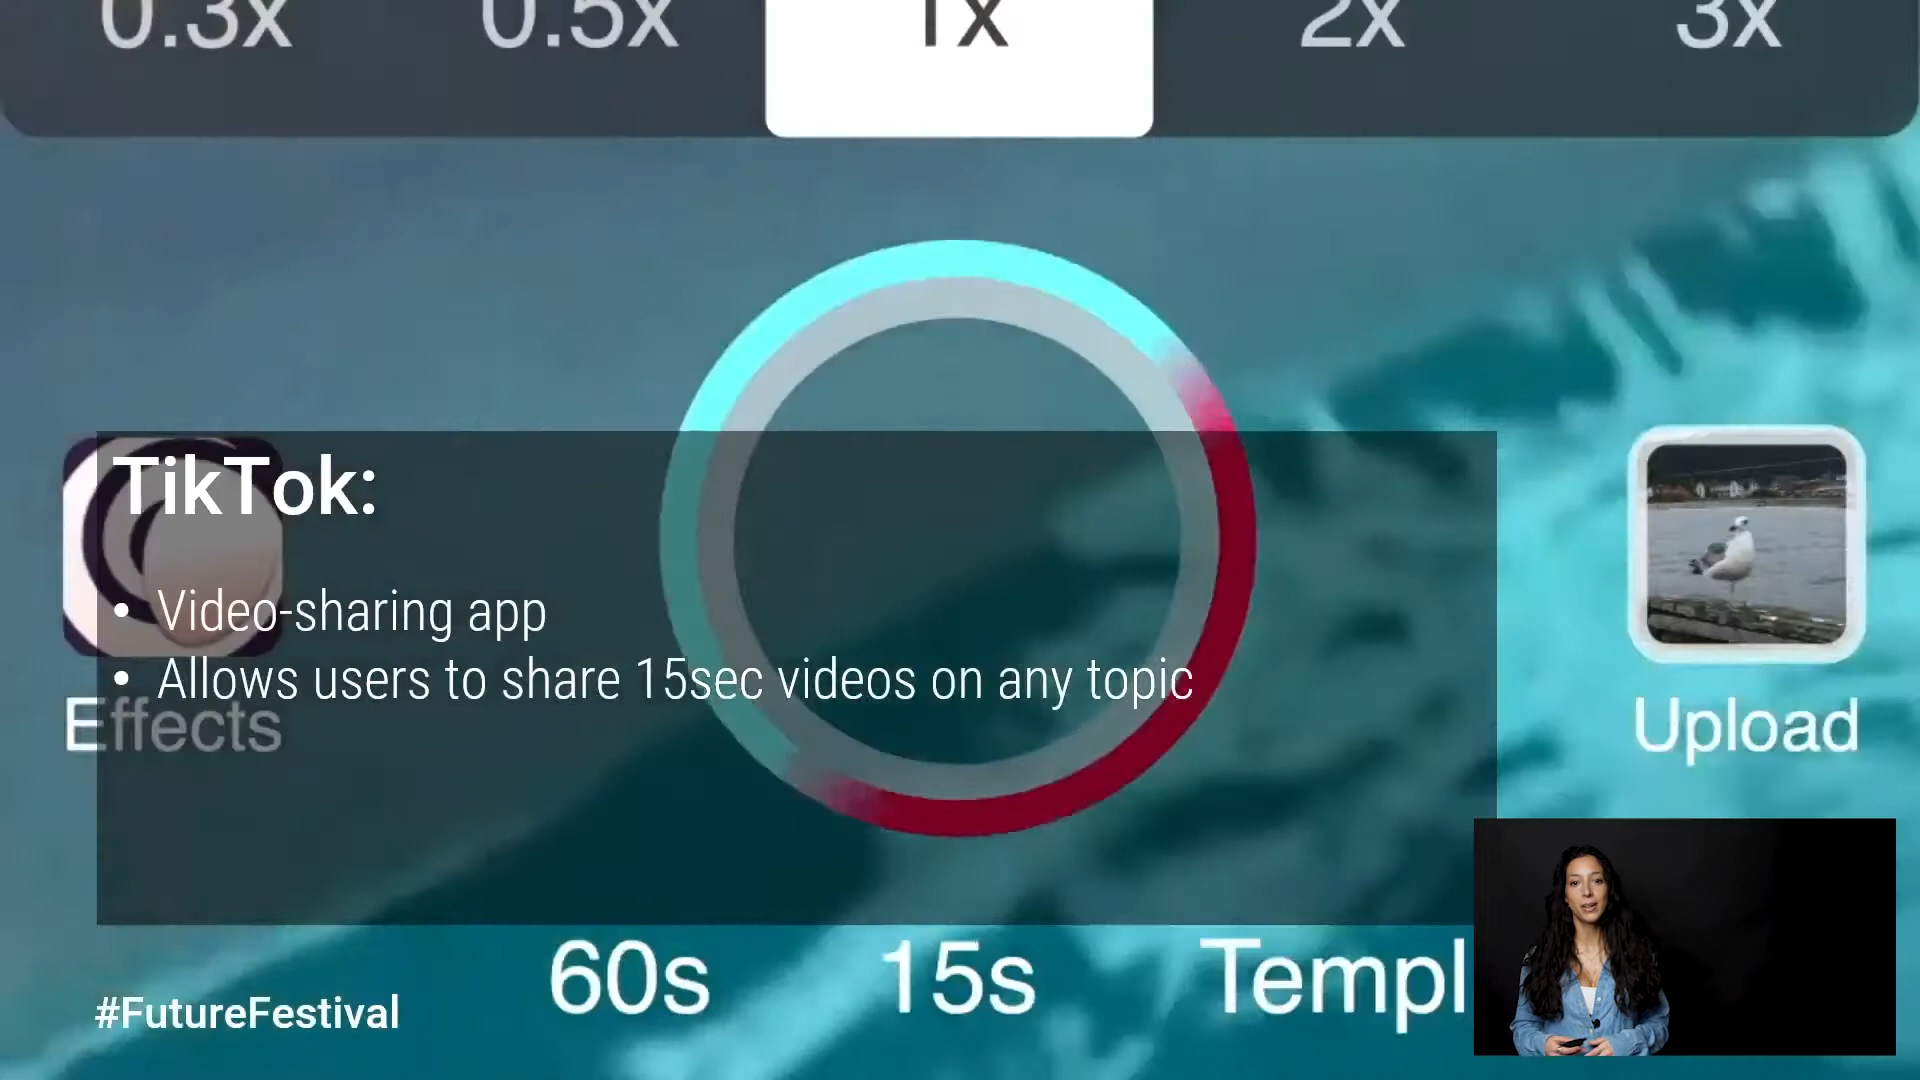 0.3x 0.5x 1x 2x 3x
TikTok:
• Video-sharing app
• Allows users to share 15sec videos on any topic
Effects
Upload
60s 15s Templ
#FutureFestival